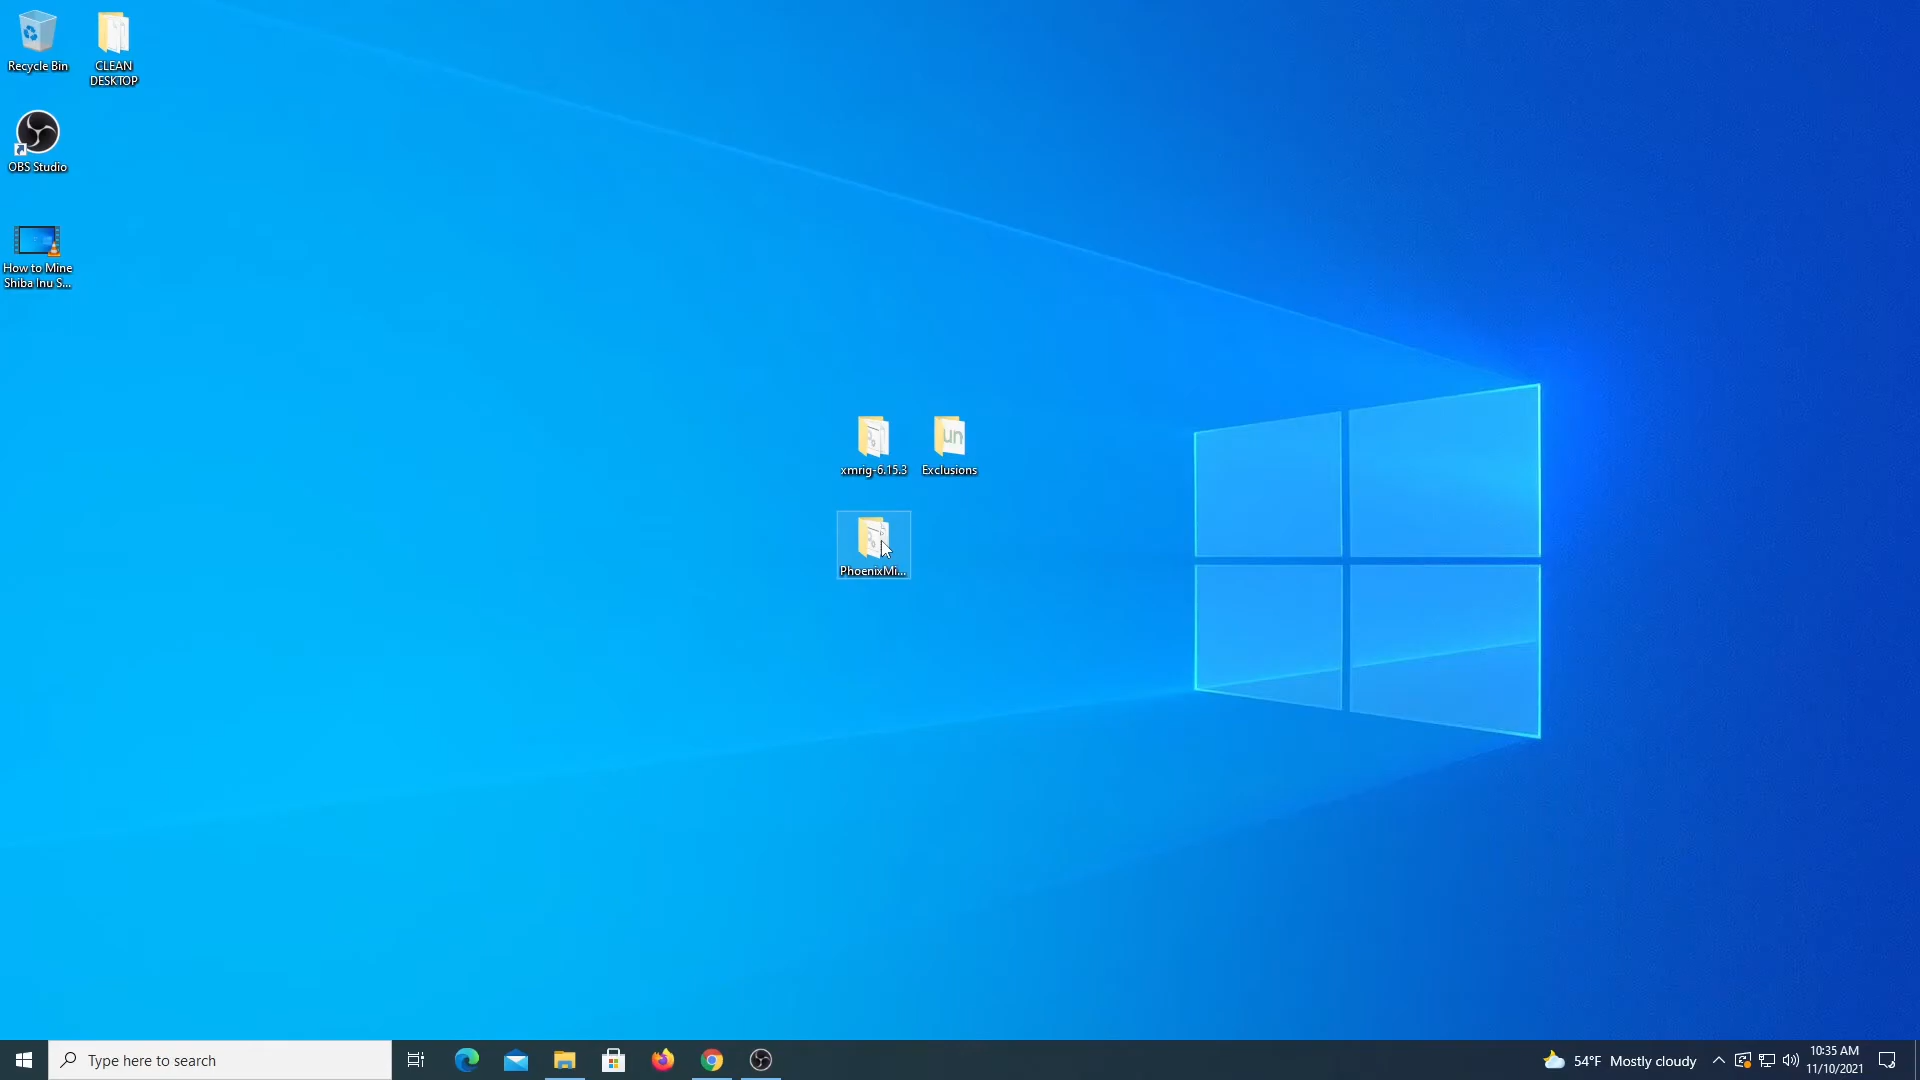 Recycle Bin
CLEAN
DESKTOP
OBS Studio
How to Mine
Shiba Inu S...
xmrig-6.15.3
Exclusions
un
PhoenixMi...
Type here to search
54°F Mostly cloudy
10:35 AM
11/10/2021